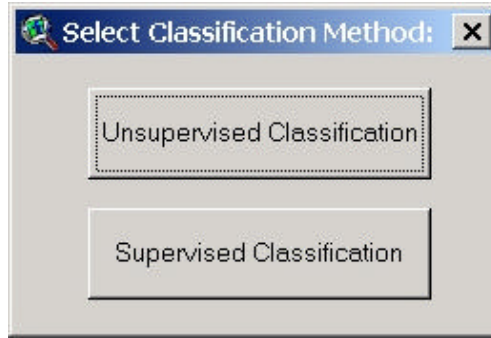 Select Classification Method:
Unsupervised Classification
Supervised Classification